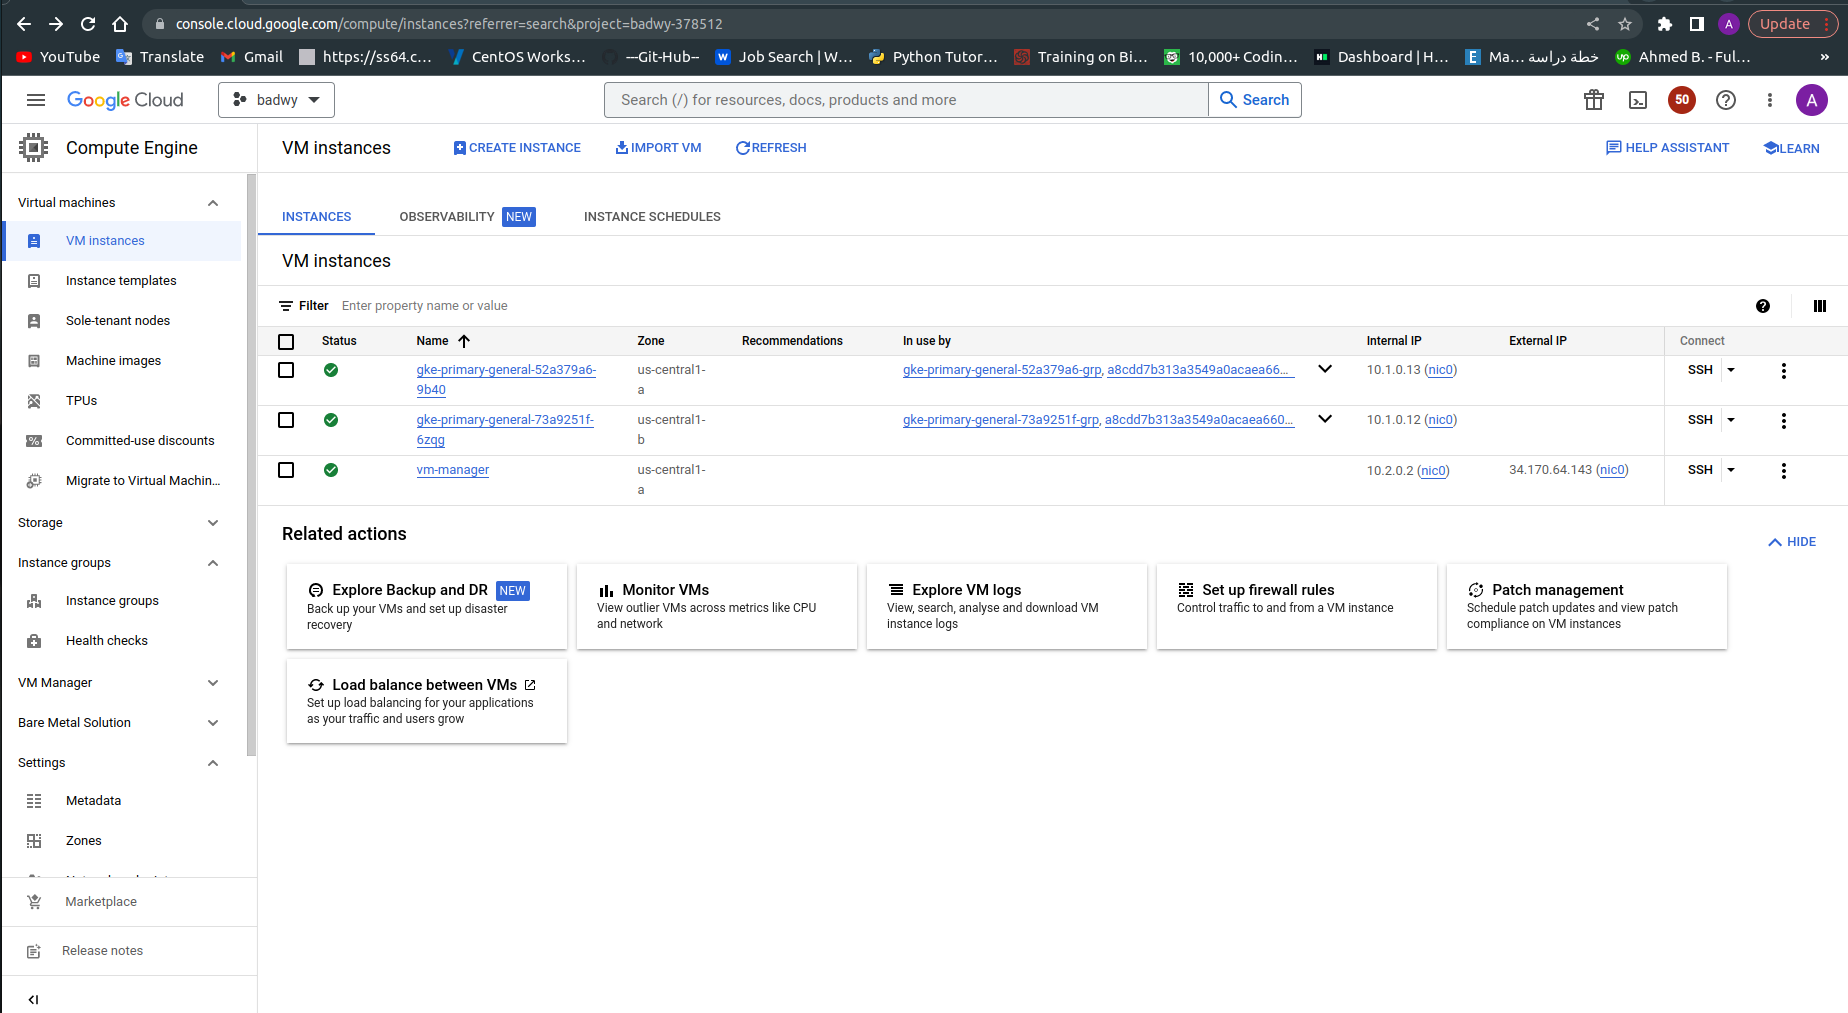 console.cloud.google.com/compute/instances?referrer=search&project=badwy-378512
A
Update
YouTube
Translate
Gmail
https://ss64.c...
CentOS Works...
---Git-Hub--
Job Search | W...
Python Tutor...
Training on Bi...
10,000+ Codin...
Dashboard | H...
Ma... خطة دراسة
Ahmed B. - Ful...
»
Google Cloud
badwy
Search (/) for resources, docs, products and more
Search
50
A
Compute Engine
VM instances
CREATE INSTANCE
IMPORT VM
REFRESH
HELP ASSISTANT
LEARN
Virtual machines
VM instances
Instance templates
Sole-tenant nodes
Machine images
TPUs
Committed-use discounts
Migrate to Virtual Machin...
Storage
Instance groups
Instance groups
Health checks
VM Manager
Bare Metal Solution
Settings
Metadata
Zones
Marketplace
Release notes
INSTANCES
OBSERVABILITY NEW
INSTANCE SCHEDULES
VM instances
Filter Enter property name or value
Status Name Zone Recommendations In use by Internal IP External IP Connect
gke-primary-general-52a379a6-9b40 us-central1-a gke-primary-general-52a379a6-grp, a8cdd7b313a3549a0acaea66... 10.1.0.13 (nic0) SSH
gke-primary-general-73a9251f-6zqg us-central1-b gke-primary-general-73a9251f-grp, a8cdd7b313a3549a0acaea660... 10.1.0.12 (nic0) SSH
vm-manager us-central1-a 10.2.0.2 (nic0) 34.170.64.143 (nic0) SSH
Related actions
HIDE
Explore Backup and DR NEW
Back up your VMs and set up disaster
recovery
Monitor VMs
View outlier VMs across metrics like CPU
and network
Explore VM logs
View, search, analyse and download VM
instance logs
Set up firewall rules
Control traffic to and from a VM instance
Patch management
Schedule patch updates and view patch
compliance on VM instances
Load balance between VMs
Set up load balancing for your applications
as your traffic and users grow